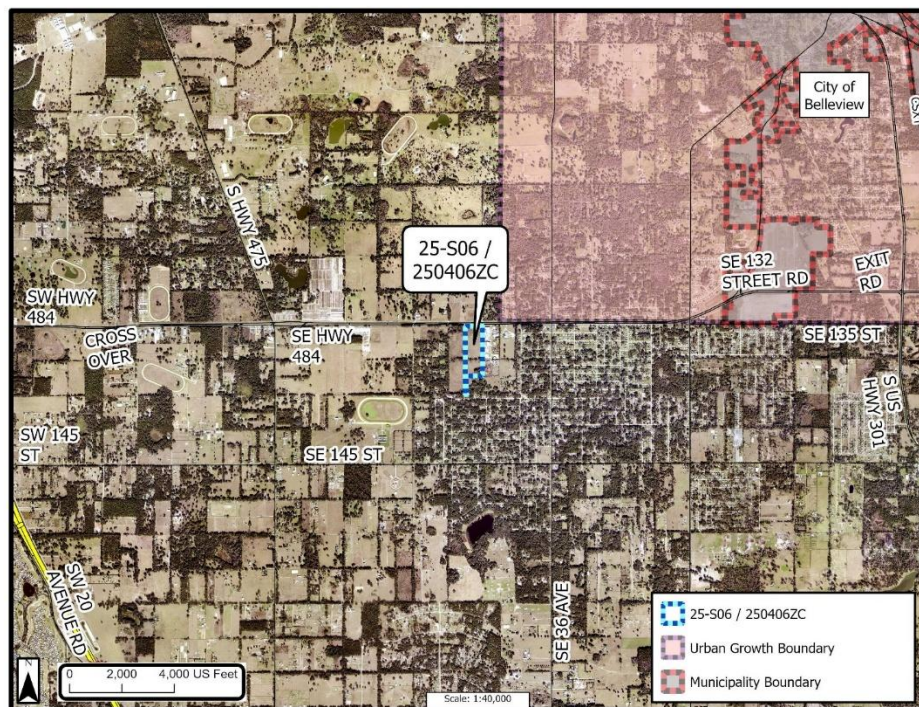 City of
Belleview
S HWY 475
25-S06 /
250406ZC
SE 132
STREET RD
EXIT
RD
SW HWY
484
CROSS
OVER
SE HWY
484
SE 135 ST
S US
HWY 301
SW 145
ST
SE 145 ST
SW 20
AVENUE RD
SE 36 AVE
25-S06 / 250406ZC
Urban Growth Boundary
Municipality Boundary
N
0 2,000 4,000 US Feet
Scale: 1:40,000